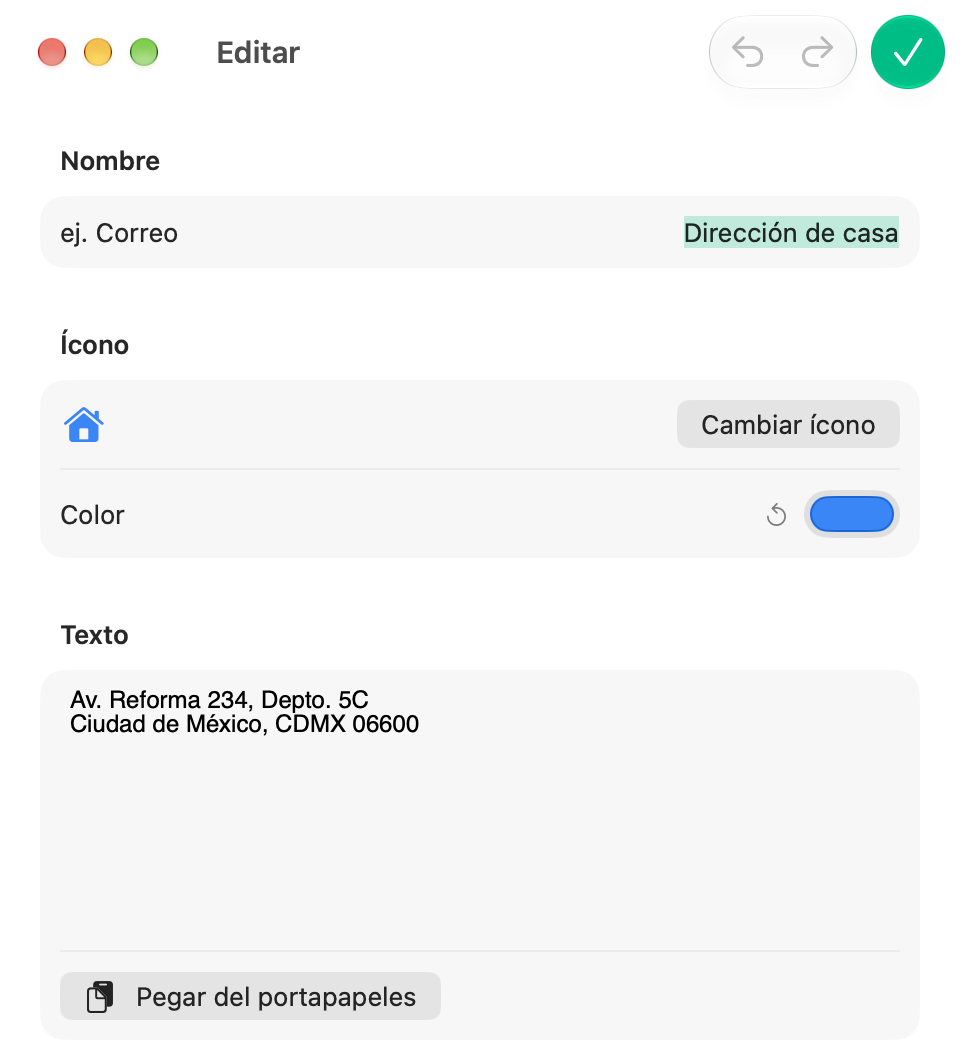 Editar
Nombre
ej. Correo Dirección de casa
Ícono
Cambiar ícono
Color
Texto
Av. Reforma 234, Depto. 5C
Ciudad de México, CDMX 06600
Pegar del portapapeles